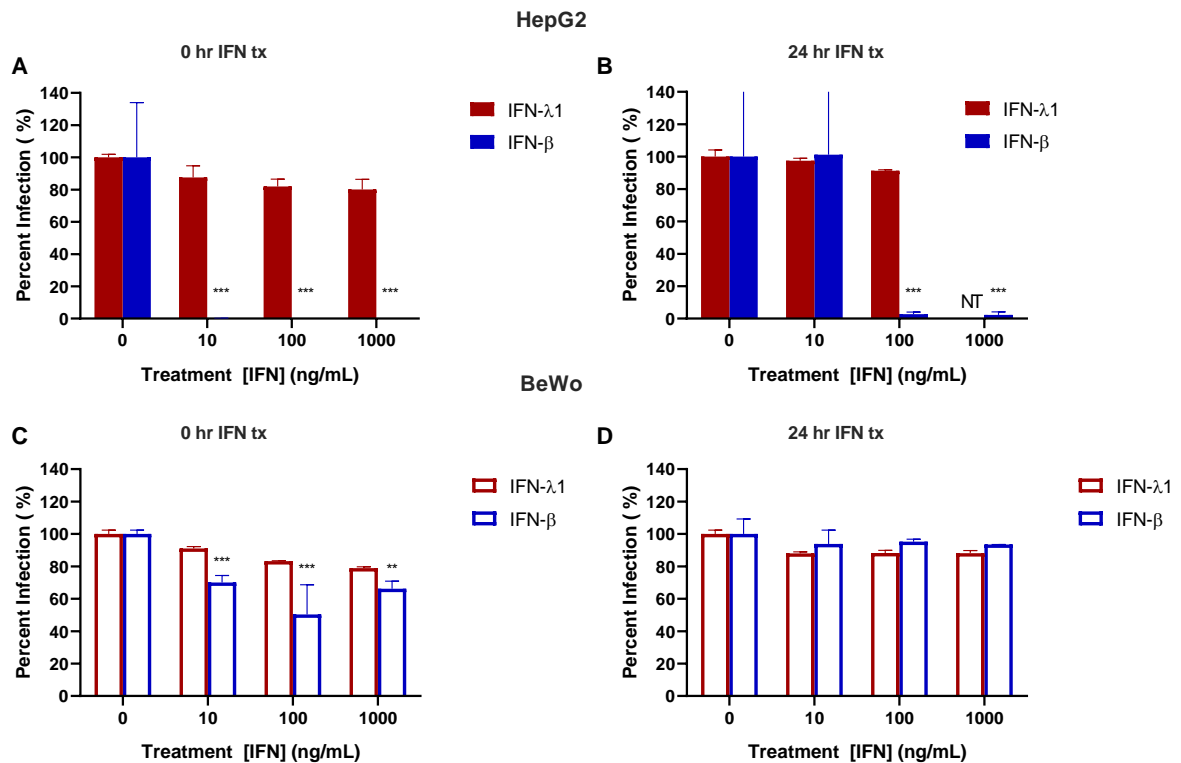 HepG2
A
0 hr IFN tx
140
120
100
80
60
40
20
0
Percent Infection ( %)
***
***
***
0 10 100 1000
Treatment [IFN] (ng/mL)
IFN-λ1
IFN-β
B
24 hr IFN tx
140
120
100
80
60
40
20
0
Percent Infection ( %)
***
NT
***
0 10 100 1000
Treatment [IFN] (ng/mL)
IFN-λ1
IFN-β
BeWo
C
0 hr IFN tx
140
120
100
80
60
40
20
0
Percent Infection ( %)
***
***
**
0 10 100 1000
Treatment [IFN] (ng/mL)
IFN-λ1
IFN-β
D
24 hr IFN tx
140
120
100
80
60
40
20
0
Percent Infection ( %)
0 10 100 1000
Treatment [IFN] (ng/mL)
IFN-λ1
IFN-β